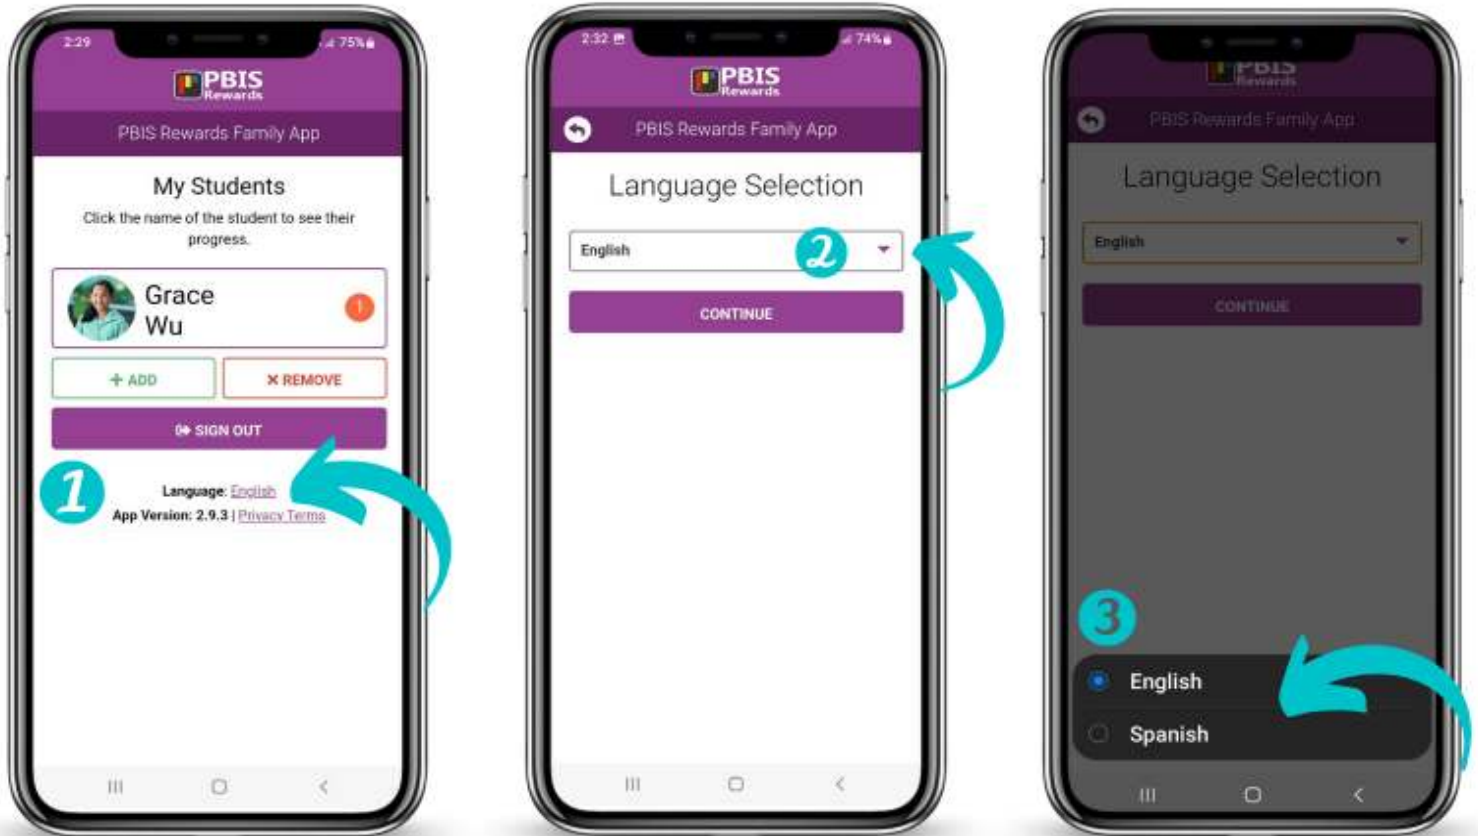 2:29
75%
PBIS
Rewards
PBIS Rewards Family App
My Students
Click the name of the student to see their
progress.
Grace
Wu
1
+ ADD
× REMOVE
SIGN OUT
1
Language: English
App Version: 2.9.3 | Privacy Terms
2:32
74%
PBIS
Rewards
PBIS Rewards Family App
Language Selection
English
2
CONTINUE
PBIS
Rewards
PBIS Rewards Family App
Language Selection
English
CONTINUE
3
English
Spanish